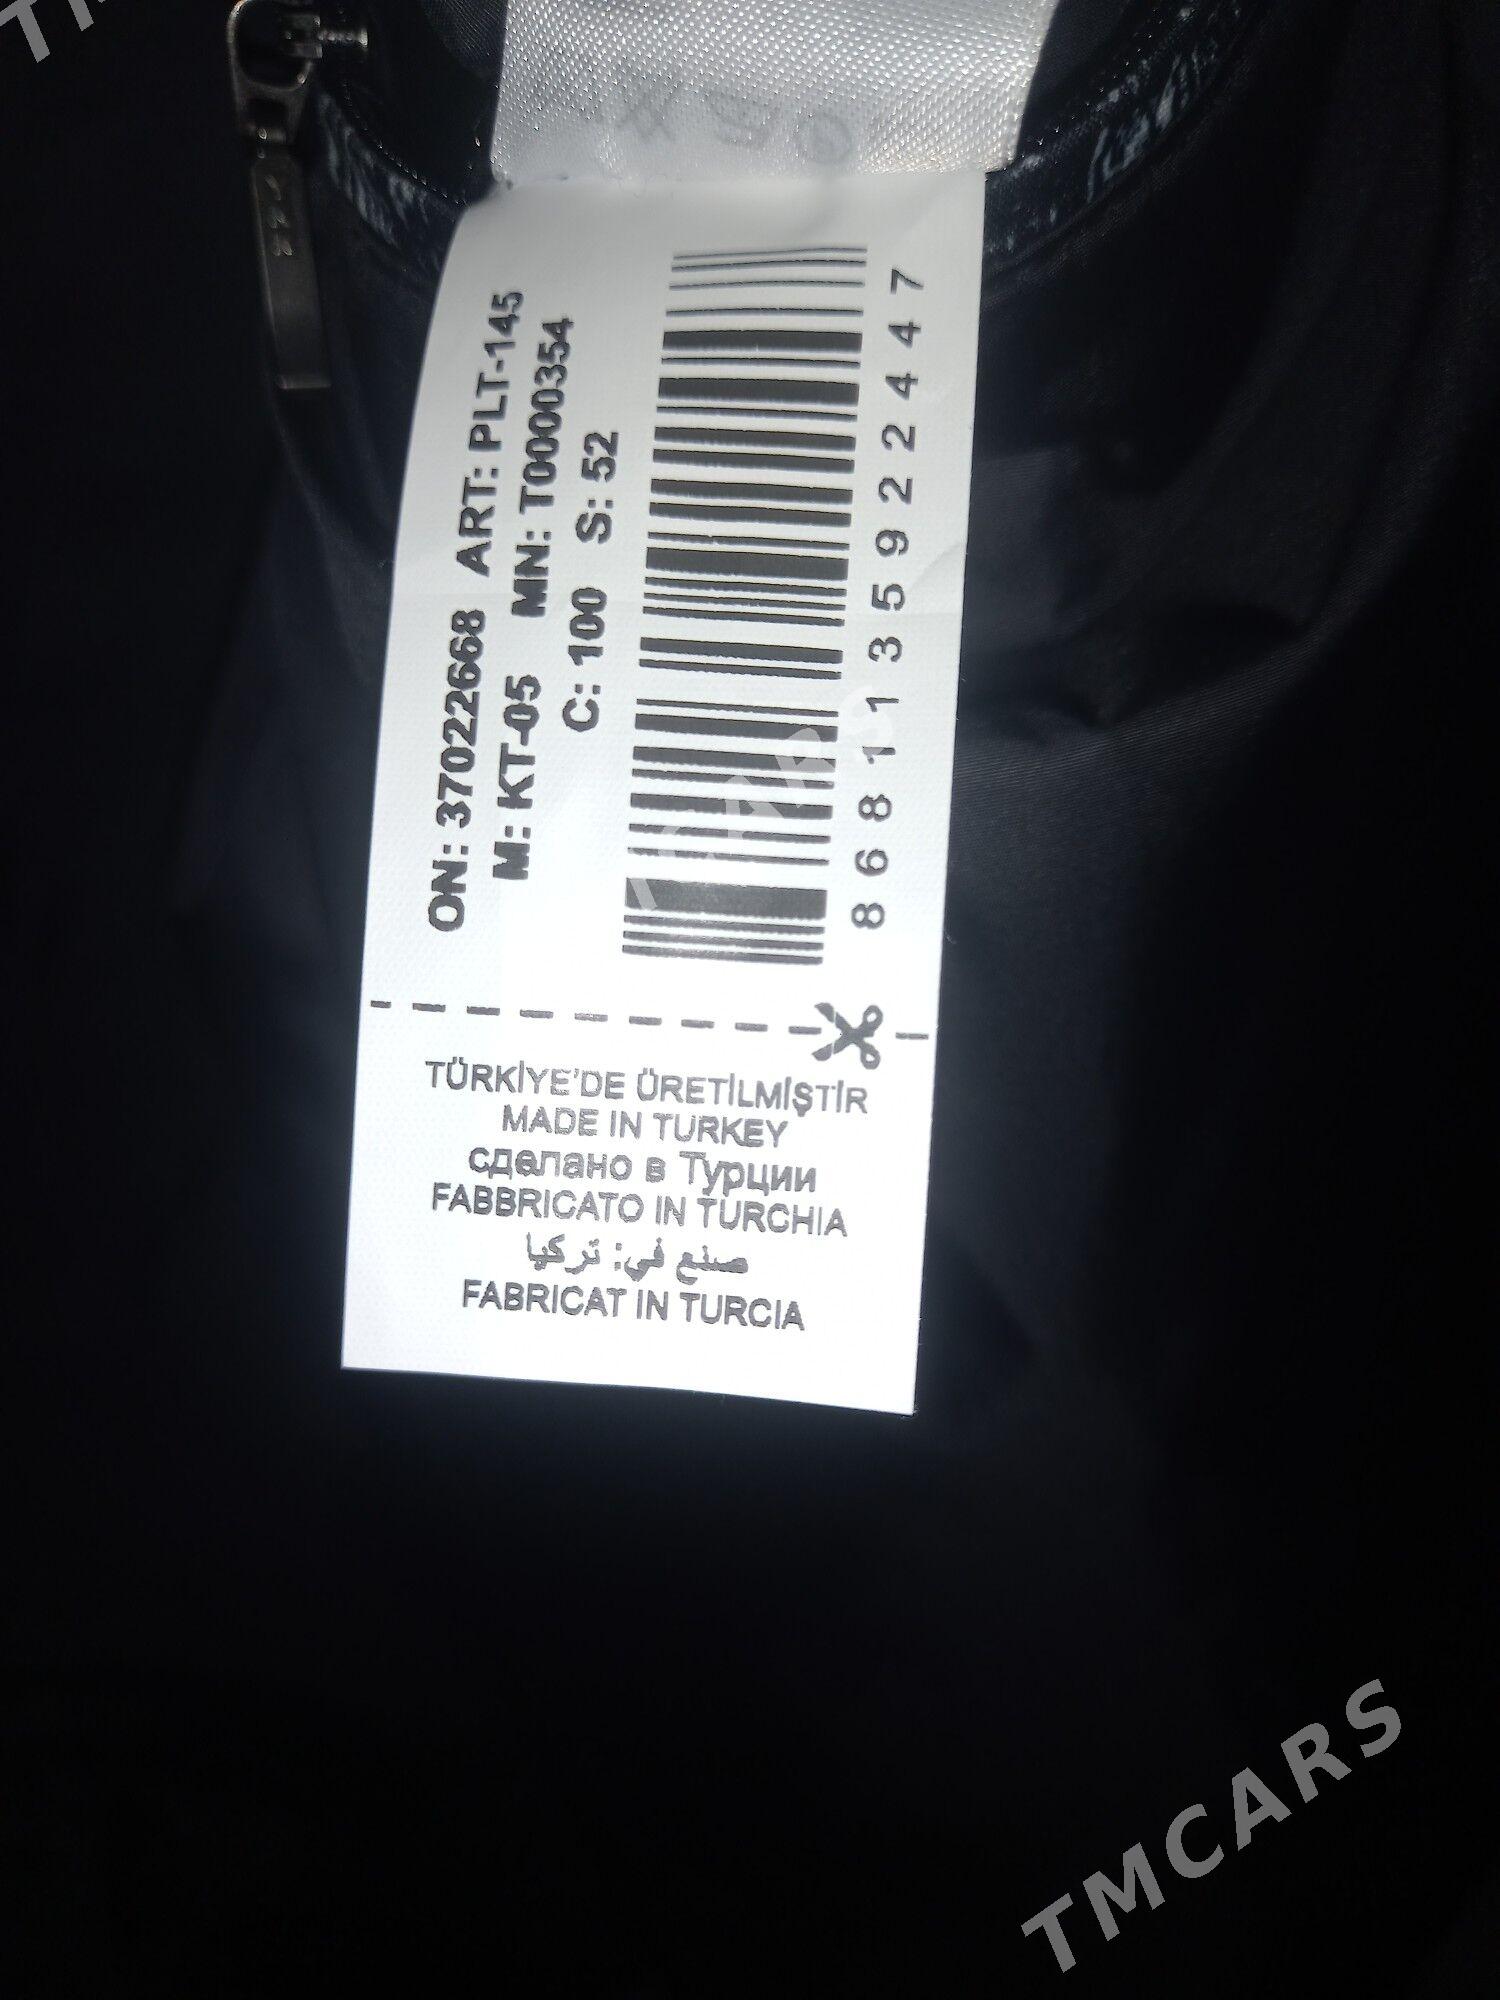 ON: 37022668 ART: PLT-145
M: KT-05 MN: T0000354
C: 100 S: 52
8681135922447
TÜRKİYE'DE ÜRETİLMİŞTİR
MADE IN TURKEY
сделано в Турции
FABBRICATO IN TURCHIA
صنع في: تركيا
FABRICAT IN TURCIA
TMCARS